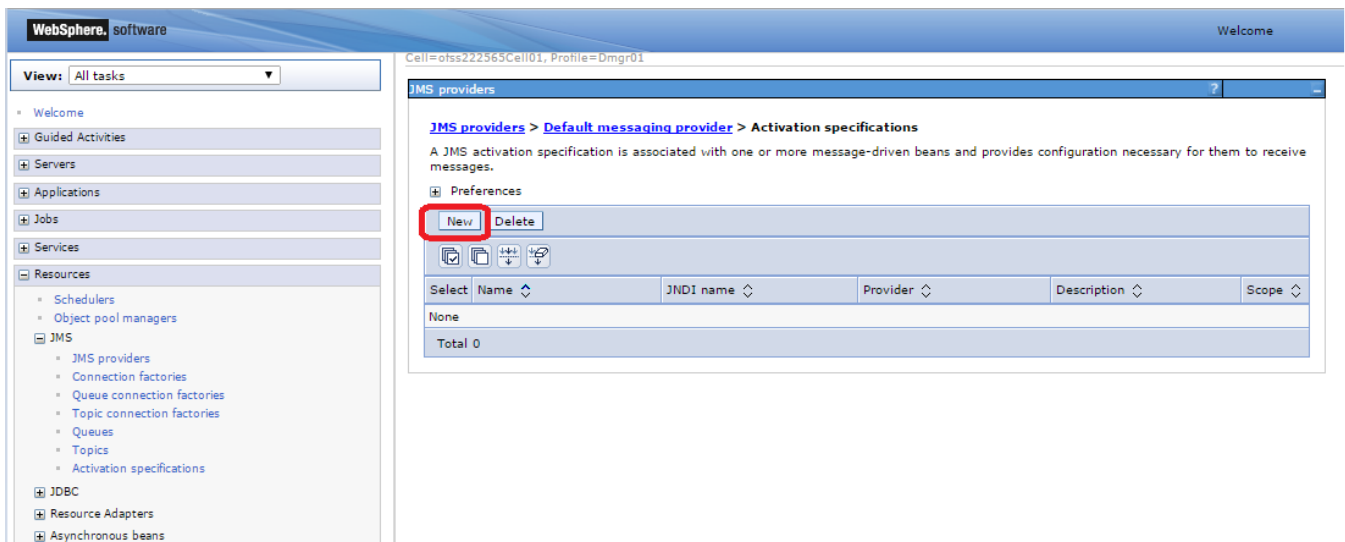 WebSphere. software
Welcome
View: All tasks
Cell=ofss222565Cell01, Profile=Dmgr01
Welcome
Guided Activities
Servers
Applications
Jobs
Services
Resources
Schedulers
Object pool managers
JMS
JMS providers
Connection factories
Queue connection factories
Topic connection factories
Queues
Topics
Activation specifications
JDBC
Resource Adapters
Asynchronous beans
JMS providers ? –
JMS providers > Default messaging provider > Activation specifications
A JMS activation specification is associated with one or more message-driven beans and provides configuration necessary for them to receive
messages.
Preferences
New Delete
Select Name JNDI name Provider Description Scope
None
Total 0